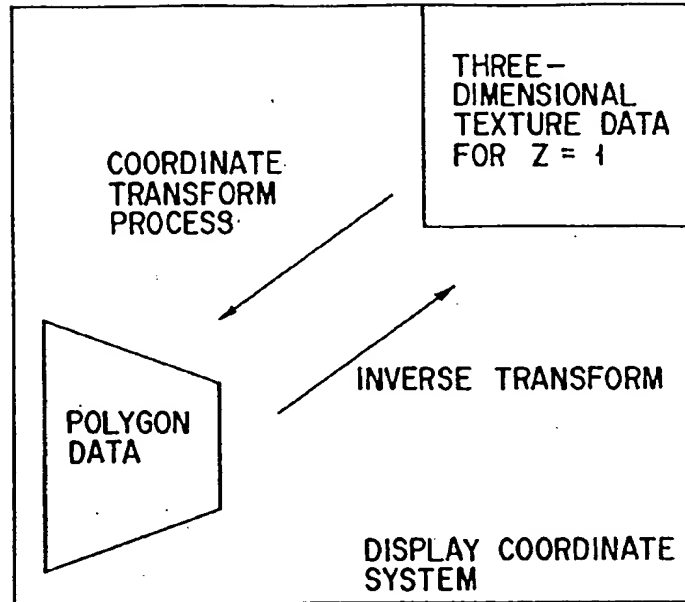 THREE-
DIMENSIONAL
TEXTURE DATA
FOR Z = 1
COORDINATE
TRANSFORM
PROCESS
INVERSE TRANSFORM
POLYGON
DATA
DISPLAY COORDINATE
SYSTEM